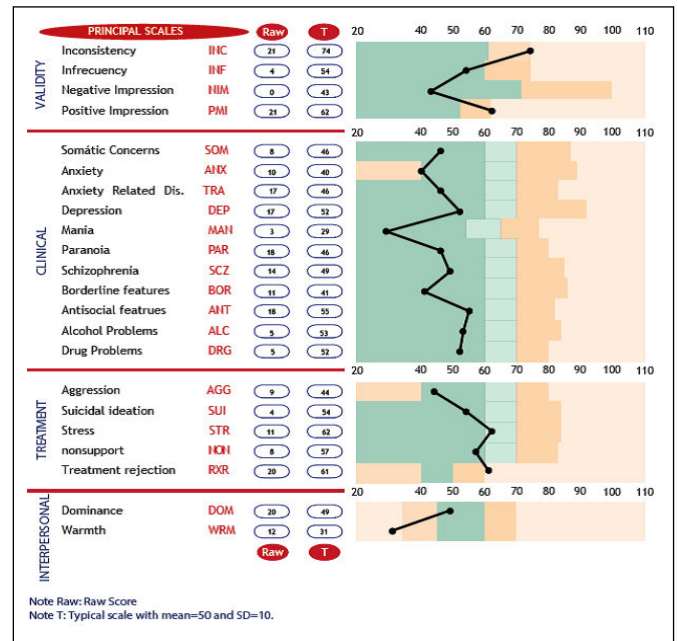 PRINCIPAL SCALES Raw T 20 40 50 60 70 80 90 100 110
VALIDITY
Inconsistency INC 21 74
Infrecuency INF 4 54
Negative Impression NIM 0 43
Positive Impression PMI 21 62
20 40 50 60 70 80 90 100 110
CLINICAL
Somátic Concerns SOM 8 46
Anxiety ANX 10 40
Anxiety Related Dis. TRA 17 46
Depression DEP 17 52
Mania MAN 3 29
Paranoia PAR 18 46
Schizophrenia SCZ 14 49
Borderline features BOR 11 41
Antisocial featrues ANT 18 55
Alcohol Problems ALC 5 53
Drug Problems DRG 5 52
20 40 50 60 70 80 90 100 110
TREATMENT
Aggression AGG 9 44
Suicidal ideation SUI 4 54
Stress STR 11 62
nonsupport NON 8 57
Treatment rejection RXR 20 61
20 40 50 60 70 80 90 100 110
INTERPERSONAL
Dominance DOM 20 49
Warmth WRM 12 31
Raw T
Note Raw: Raw Score
Note T: Typical scale with mean=50 and SD=10.